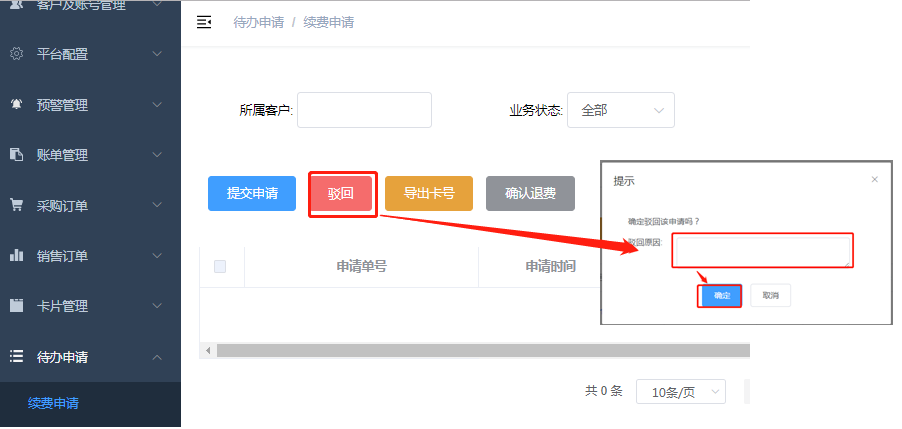 客户及账号管理
待办申请 / 续费申请
平台配置
预警管理
所属客户:
业务状态: 全部
账单管理
提交申请
驳回
导出卡号
确认退费
提示
采购订单
确定驳回该申请吗？
驳回原因:
销售订单
申请单号
申请时间
确定
取消
卡片管理
待办申请
共 0 条
10条/页
续费申请